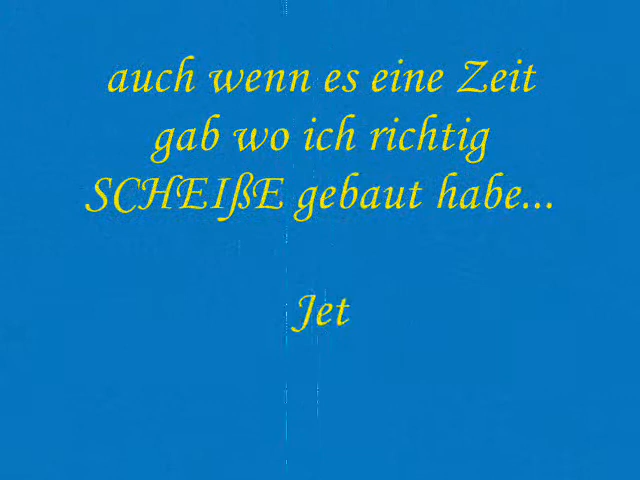 auch wenn es eine Zeit
gab wo ich richtig
SCHEIßE gebaut habe...
Jet